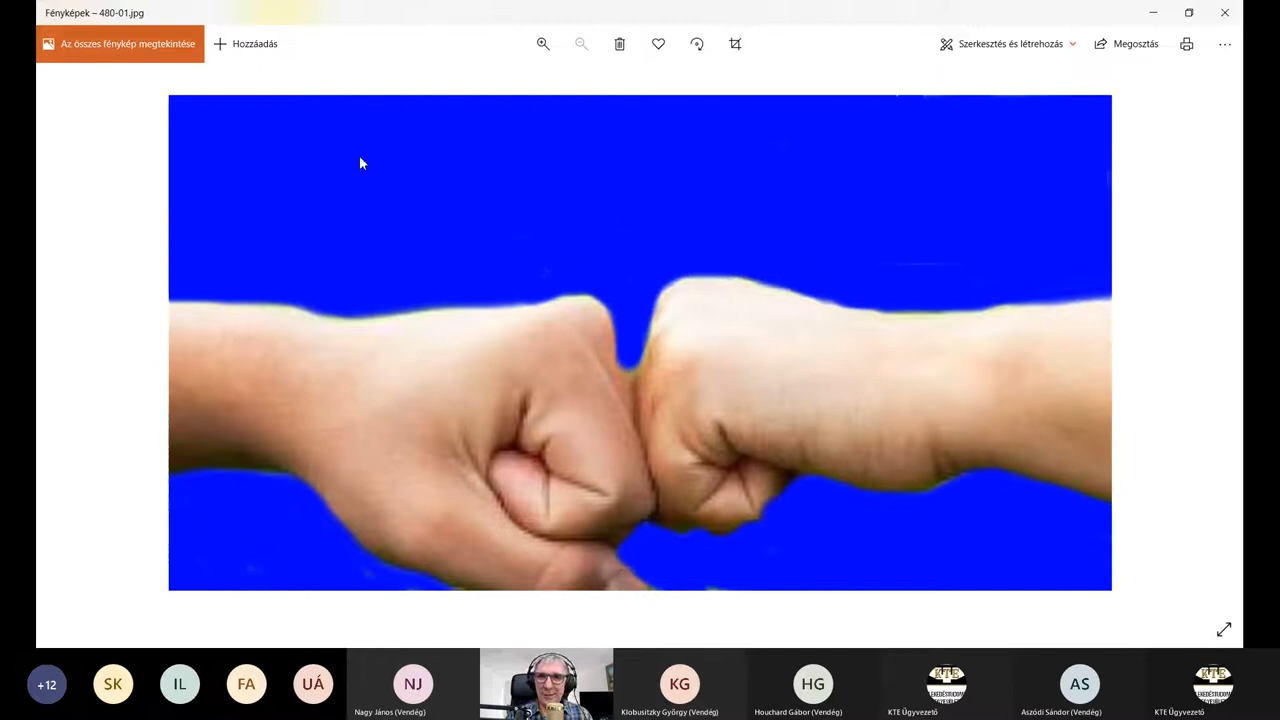 Fényképek – 480-01.jpg
Az összes fénykép megtekintése
Hozzáadás
Szerkesztés és létrehozás
Megosztás
+12
SK
IL
FA
UÁ
NJ
KG
HG
KTE
AS
KTE
Nagy János (Vendég)
Klobusitzky György (Vendég)
Houchard Gábor (Vendég)
KTE Ügyvezető
Aszódi Sándor (Vendég)
KTE Ügyvezető